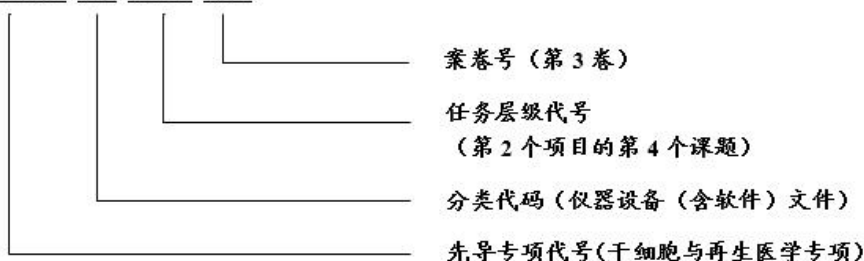 案卷号（第 3 卷）
任务层级代号
（第 2 个项目的第 4 个课题）
分类代码（仪器设备（含软件）文件）
先导专项代号（干细胞与再生医学专项）